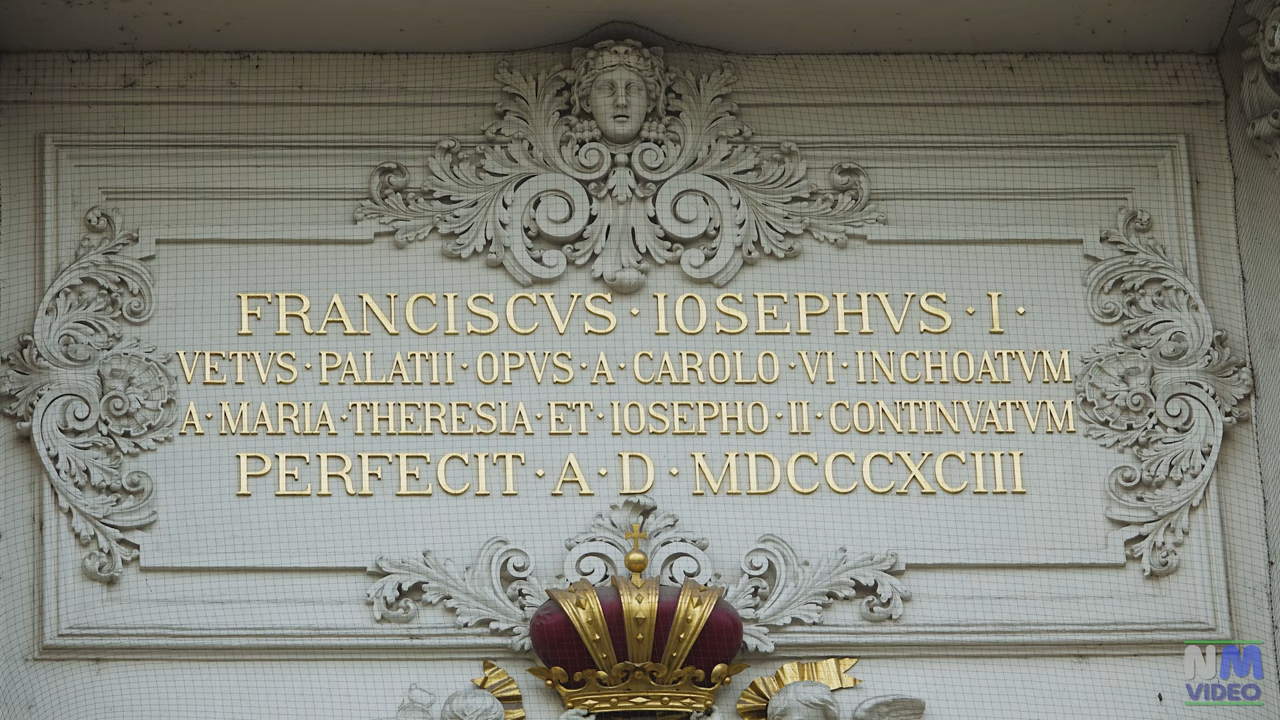 FRANCISCVS · IOSEPHVS · I ·
VETVS · PALATII · OPVS · A · CAROLO · VI · INCHOATVM
A · MARIA · THERESIA · ET · IOSEPHO · II · CONTINVATVM
PERFECIT · A · D · MDCCCXCIII
NM
VIDEO